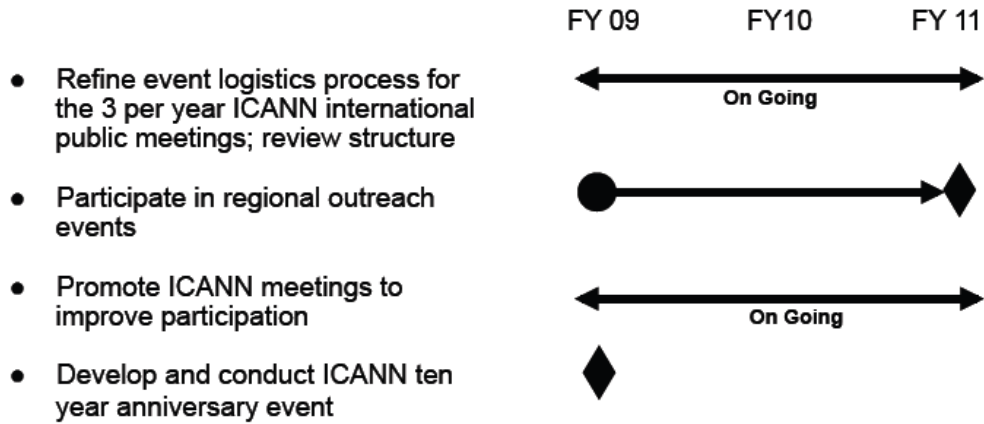 FY 09 FY10 FY 11
● Refine event logistics process for
the 3 per year ICANN international
public meetings; review structure
On Going
● Participate in regional outreach
events
● Promote ICANN meetings to
improve participation
On Going
● Develop and conduct ICANN ten
year anniversary event